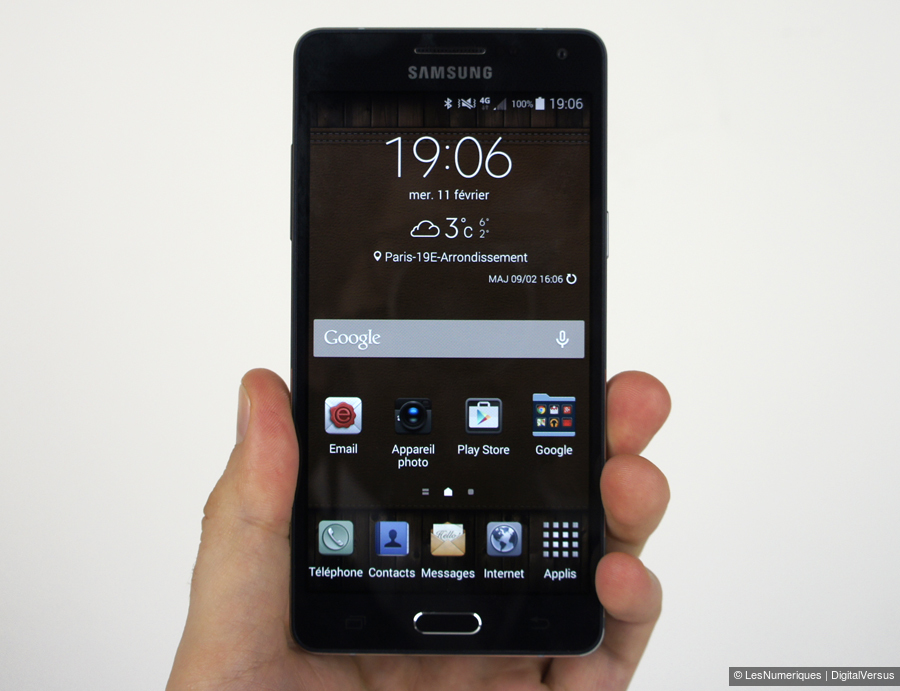 SAMSUNG
4G 100% 19:06
19:06
mer. 11 février
3°C 6° 2°
Paris-19E-Arrondissement
MAJ 09/02 16:06
Google
Email Appareil photo Play Store Google
Téléphone Contacts Messages Internet Applis
© LesNumeriques | DigitalVersus